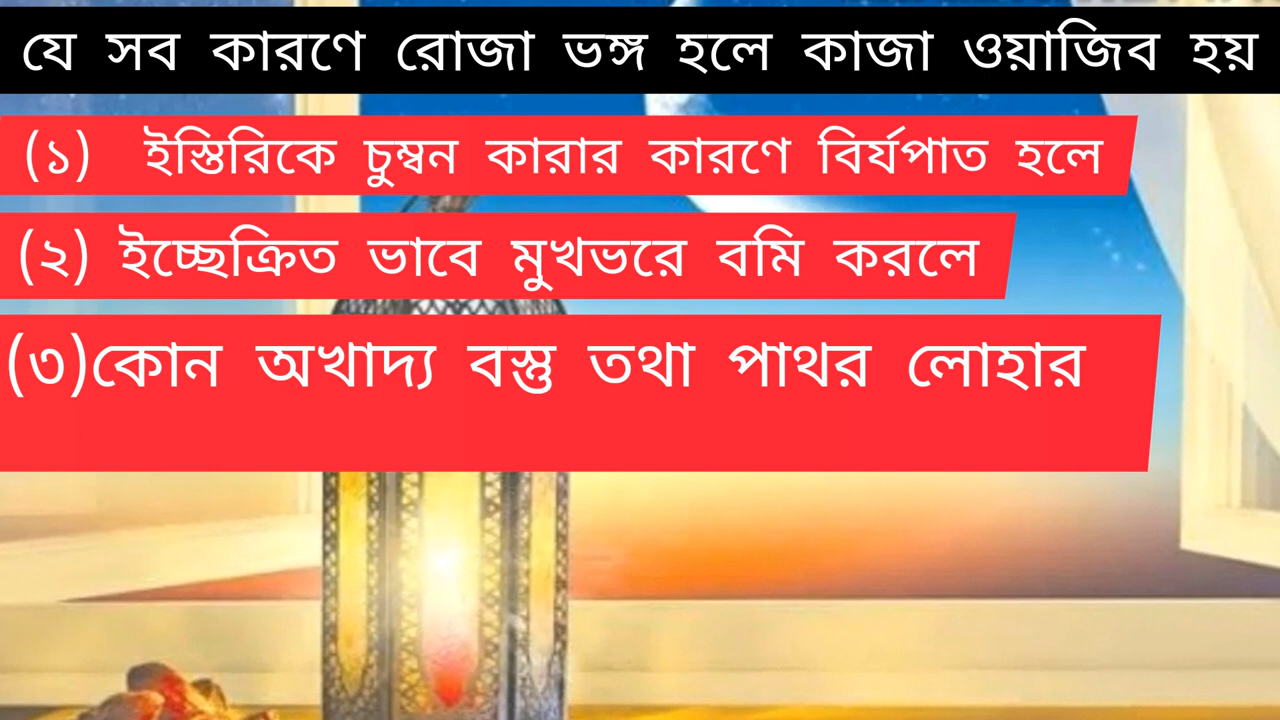 যে সব কারণে রোজা ভঙ্গ হলে কাজা ওয়াজিব হয়
(১) ইস্তিরিকে চুম্বন কারার কারণে বির্যপাত হলে
(২) ইচ্ছেক্রিত ভাবে মুখভরে বমি করলে
(৩)কোন অখাদ্য বস্তু তথা পাথর লোহার